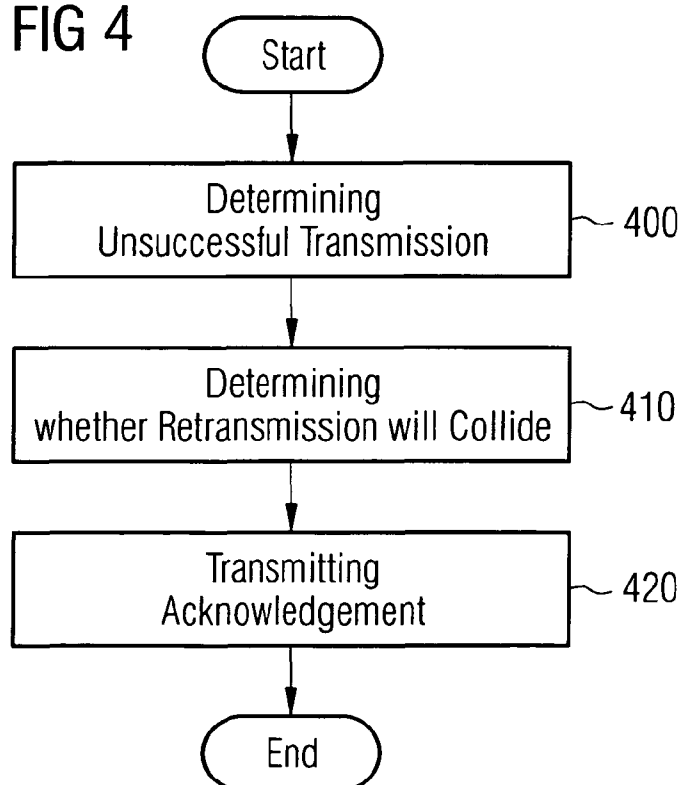 FIG 4
Start
Determining
Unsuccessful Transmission
400
Determining
whether Retransmission will Collide
410
Transmitting
Acknowledgement
420
End